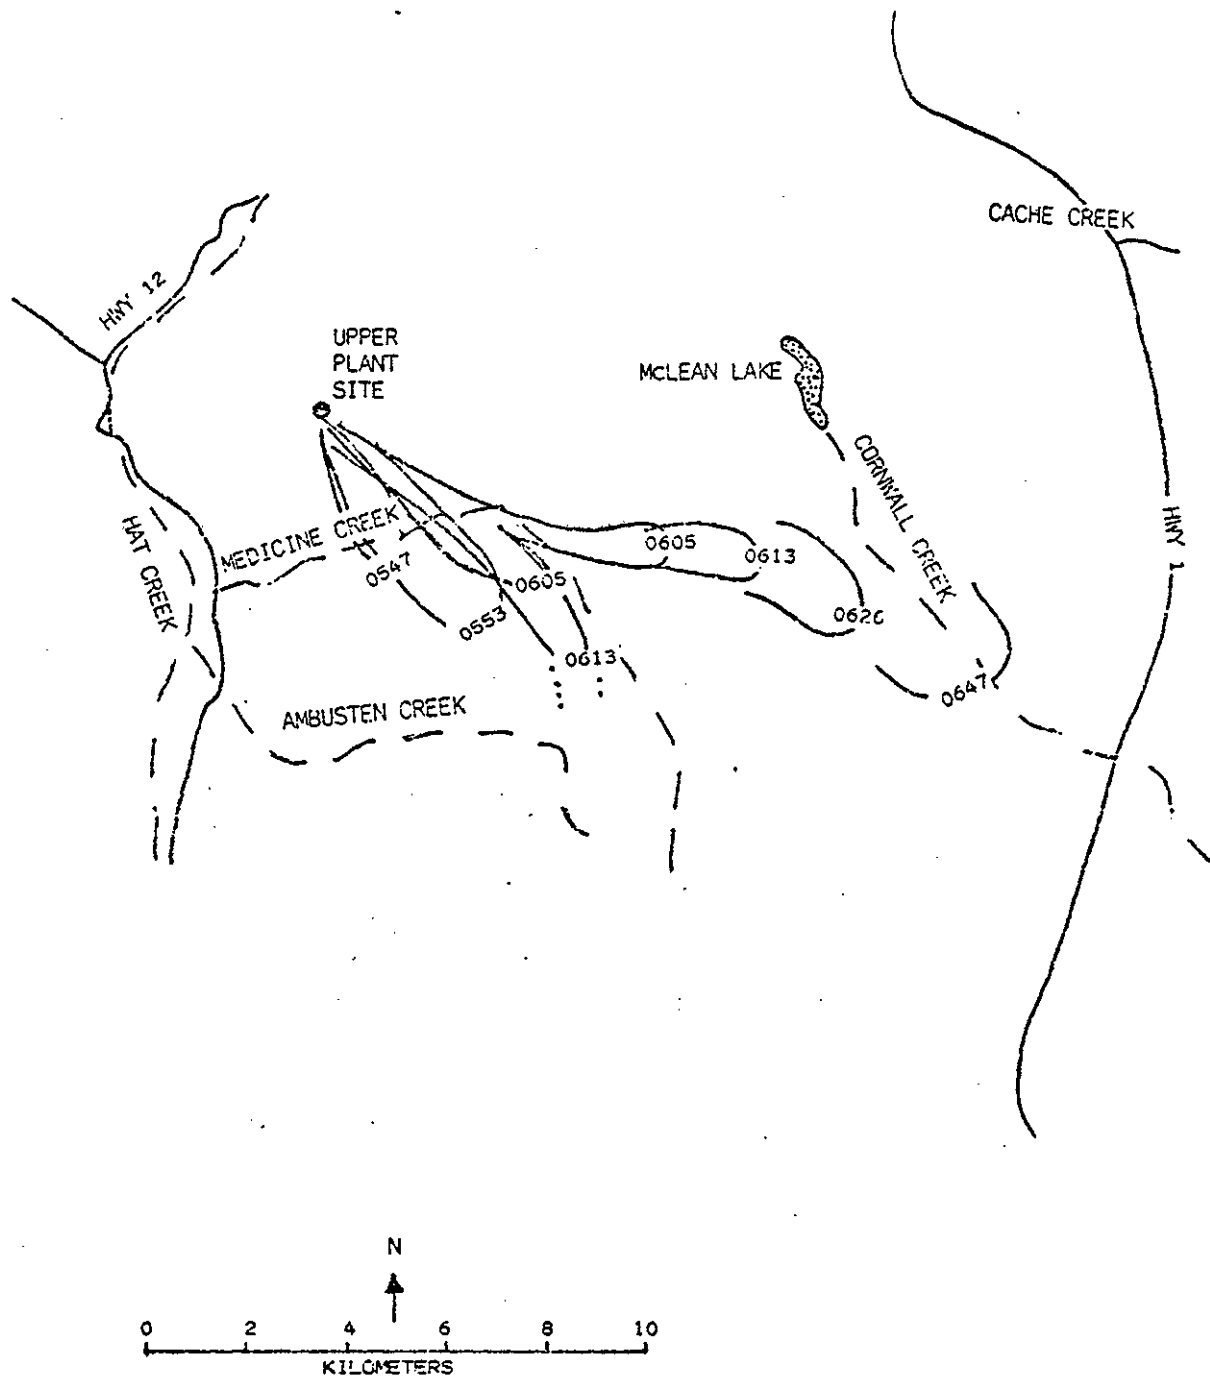 CACHE CREEK
HWY 12
UPPER
PLANT
SITE
McLEAN LAKE
CORNWALL CREEK
HWY 1
HAT CREEK
MEDICINE CREEK
0547
0605
0613
0605
0553
0620
0613
0647
AMBUSTEN CREEK
N
0 2 4 6 8 10
KILOMETERS